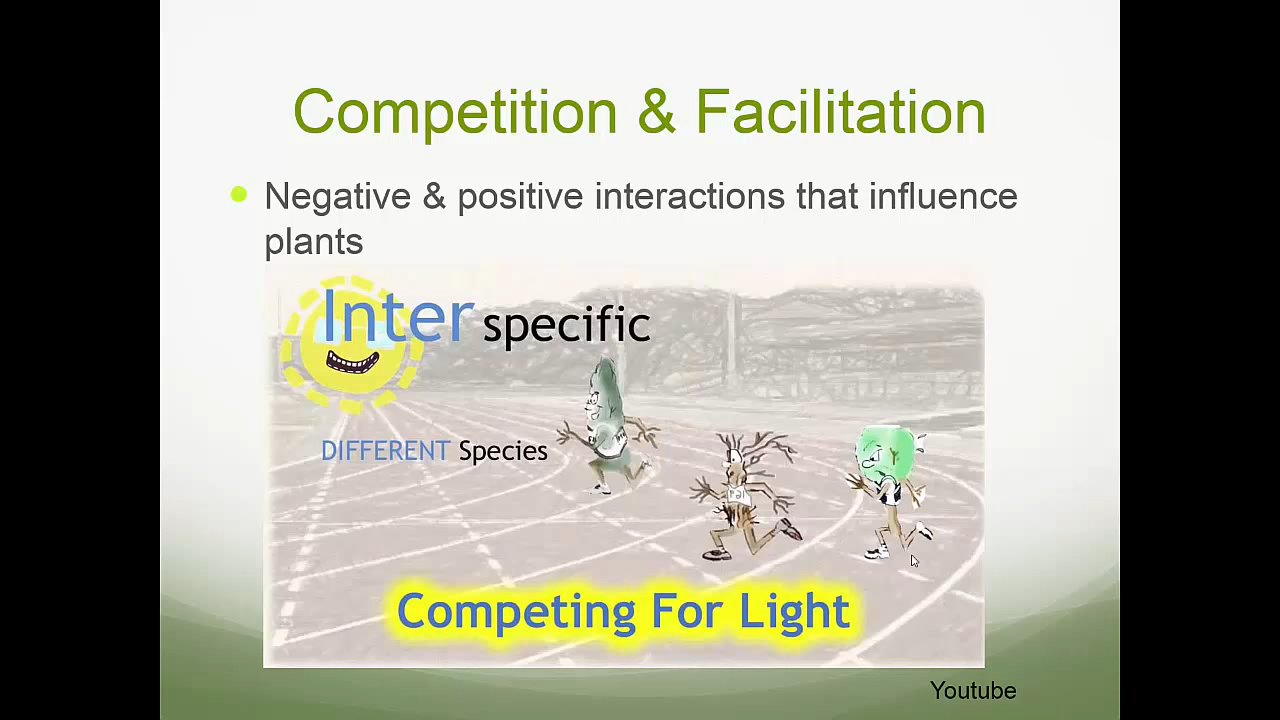 Competition & Facilitation
Negative & positive interactions that influence
plants
Inter specific
DIFFERENT Species
Competing For Light
Youtube